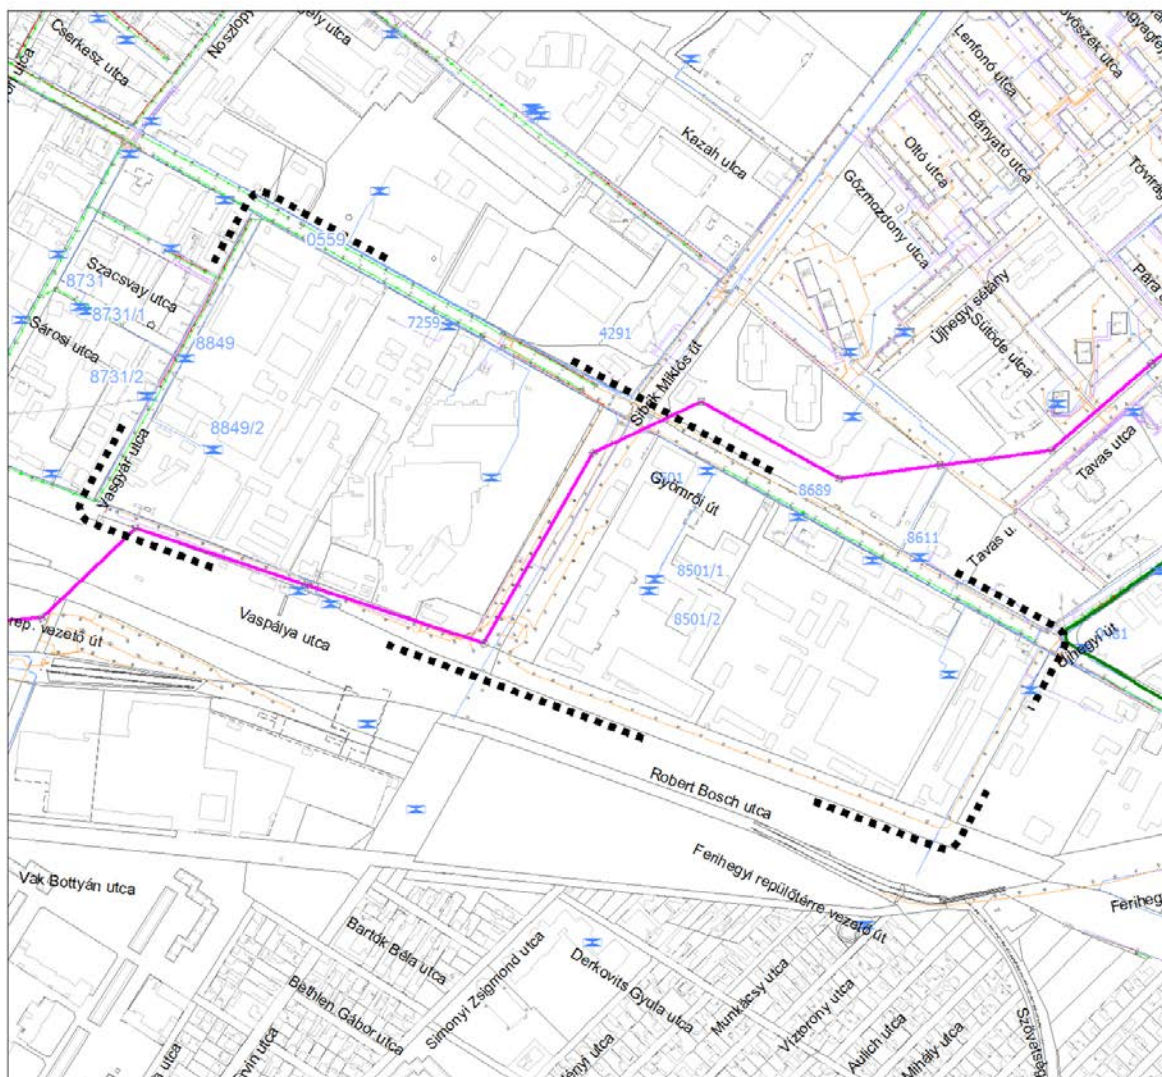 Cserkesz utca
Kazah utca
Lenfonó utca
Bányató utca
Oltó utca
Gőzmozdony utca
Újhegyi sétány
Sütöde utca
0559
Szacsvay utca
8731
8731/1
Sárosi utca
8849
8731/2
7259
4291
Sibrik Miklós út
8849/2
Vasgyár utca
Gyömrői út
8689
Tavas utca
8611
Tavas u.
8501/1
8501/2
Vaspálya utca
rep. vezető út
Újhegyi út
Robert Bosch utca
Ferihegyi repülőtérre vezető út
Vak Bottyán utca
Bartók Béla utca
Simonyi Zsigmond utca
Derkovits Gyula utca
Bethlen Gábor utca
Munkácsy utca
Víztorony utca
Aulich utca
Mihály utca